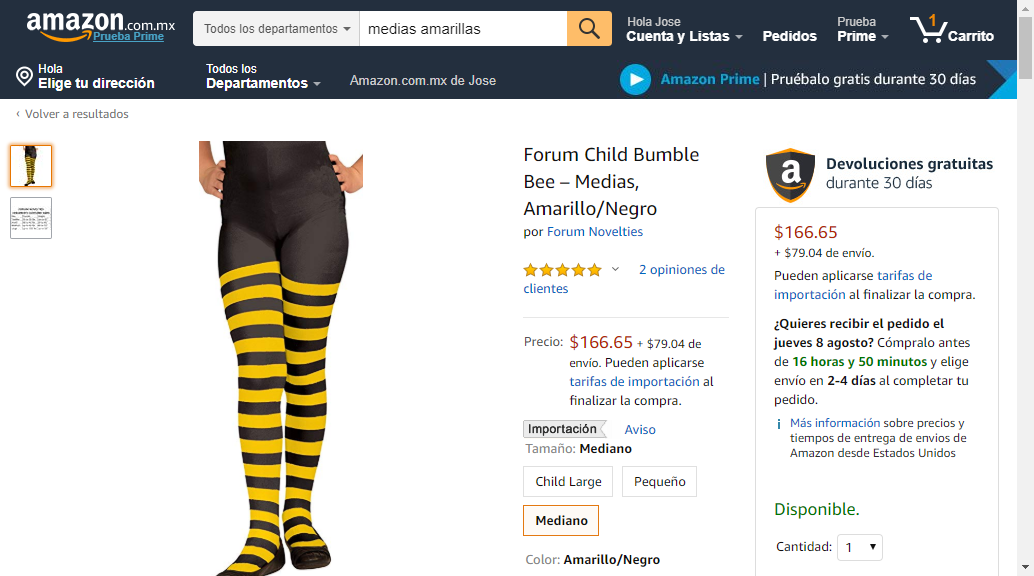 amazon.com.mx
Prueba Prime
Todos los departamentos
medias amarillas
Hola Jose
Cuenta y Listas
Pedidos
Prueba
Prime
1
Carrito
Hola
Elige tu dirección
Todos los
Departamentos
Amazon.com.mx de Jose
Amazon Prime | Pruébalo gratis durante 30 días
‹ Volver a resultados
Forum Child Bumble
Bee – Medias,
Amarillo/Negro
por Forum Novelties
2 opiniones de
clientes
Precio: $166.65 + $79.04 de
envío. Pueden aplicarse
tarifas de importación al
finalizar la compra.
Importación Aviso
Tamaño: Mediano
Child Large
Pequeño
Mediano
Color: Amarillo/Negro
a
Devoluciones gratuitas
durante 30 días
$166.65
+ $79.04 de envío.
Pueden aplicarse tarifas de
importación al finalizar la compra.
¿Quieres recibir el pedido el
jueves 8 agosto? Cómpralo antes
de 16 horas y 50 minutos y elige
envío en 2-4 días al completar tu
pedido.
Más información sobre precios y
tiempos de entrega de envios de
Amazon desde Estados Unidos
Disponible.
Cantidad: 1